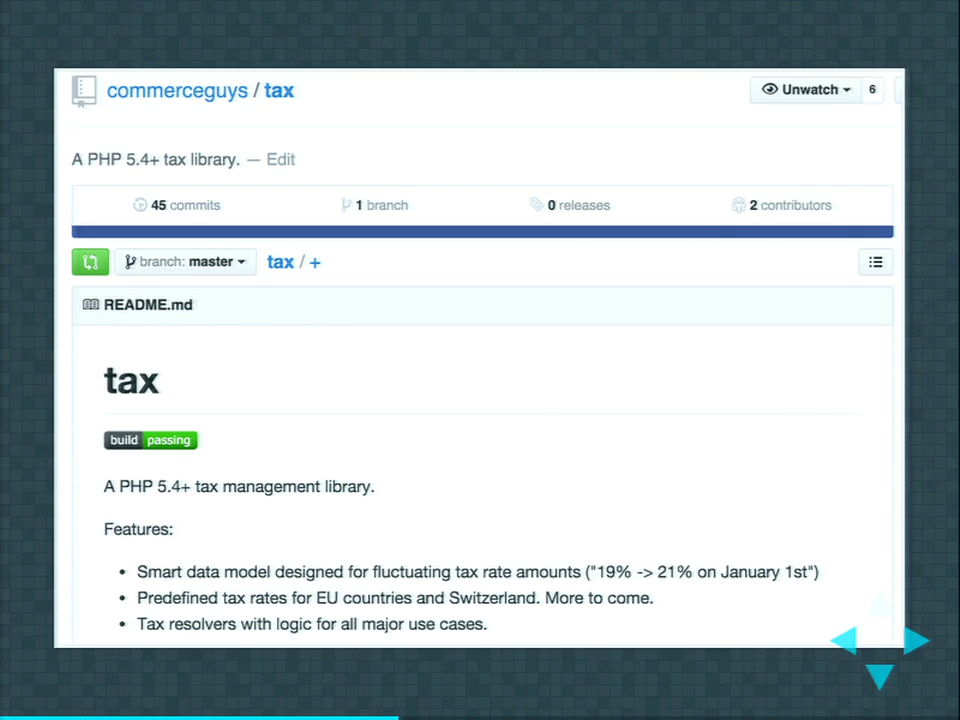 commerceguys / tax
Unwatch 6
A PHP 5.4+ tax library. — Edit
45 commits 1 branch 0 releases 2 contributors
branch: master tax / +
README.md
tax
build passing
A PHP 5.4+ tax management library.
Features:
• Smart data model designed for fluctuating tax rate amounts ("19% -> 21% on January 1st")
• Predefined tax rates for EU countries and Switzerland. More to come.
• Tax resolvers with logic for all major use cases.